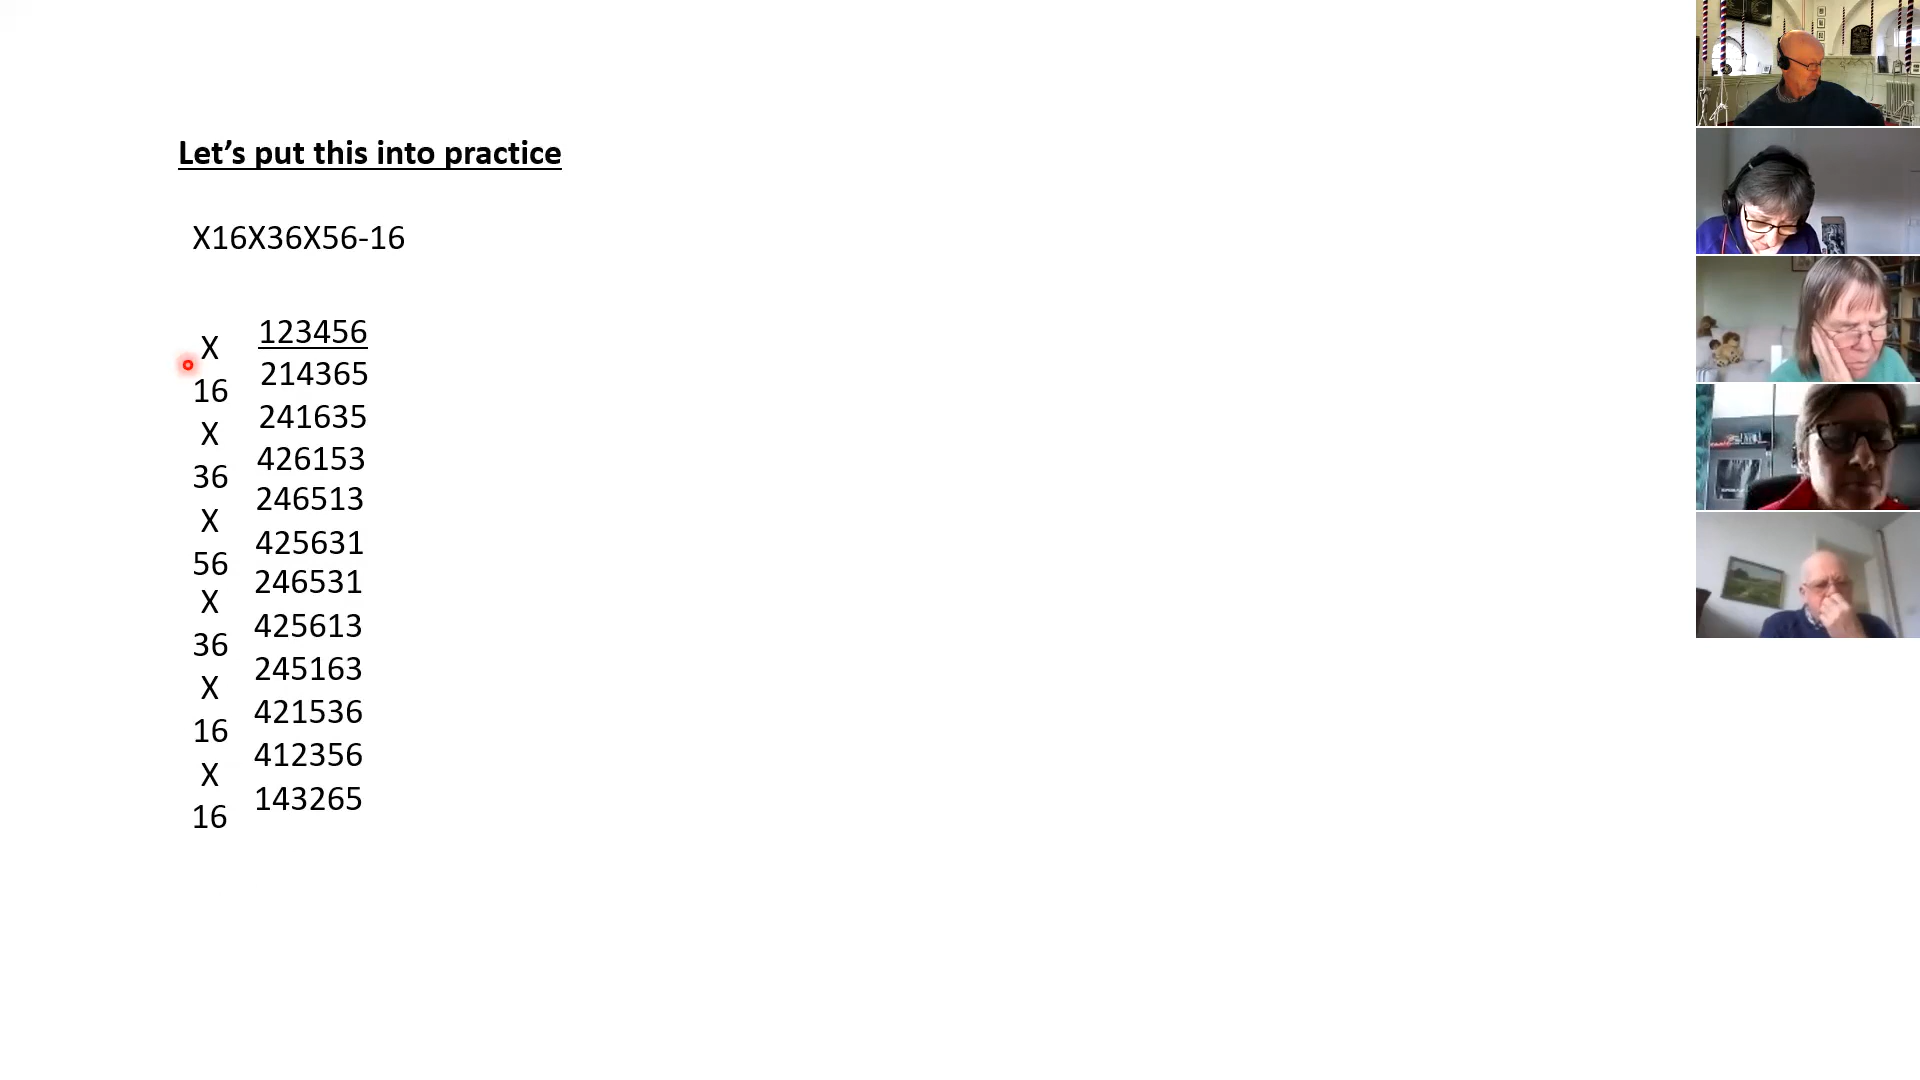 Let’s put this into practice
X16X36X56-16
123456
X
214365
16
241635
X
426153
36
246513
X
425631
56
246531
X
425613
36
245163
X
421536
16
412356
X
143265
16